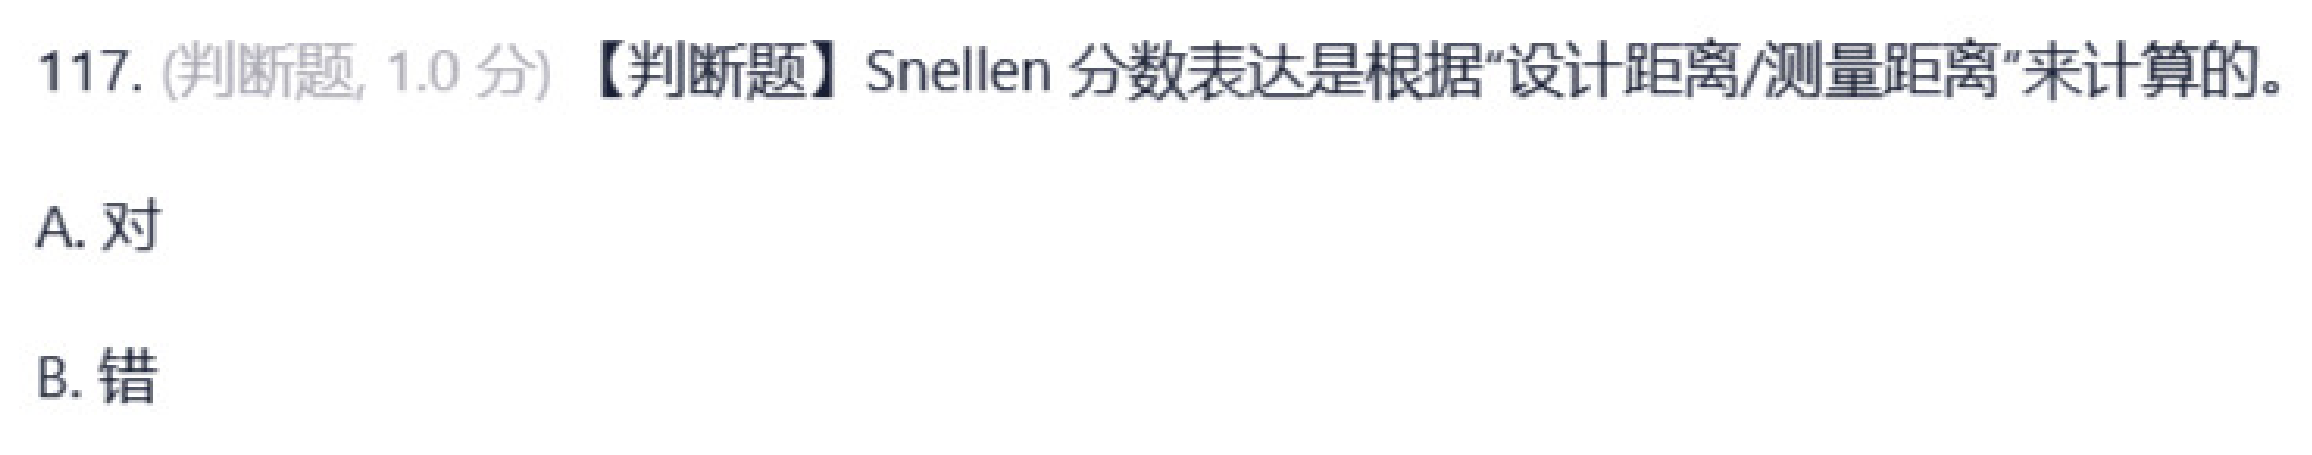 117. (判断题, 1.0 分) 【判断题】Snellen 分数表达是根据“设计距离/测量距离”来计算的。
A. 对
B. 错